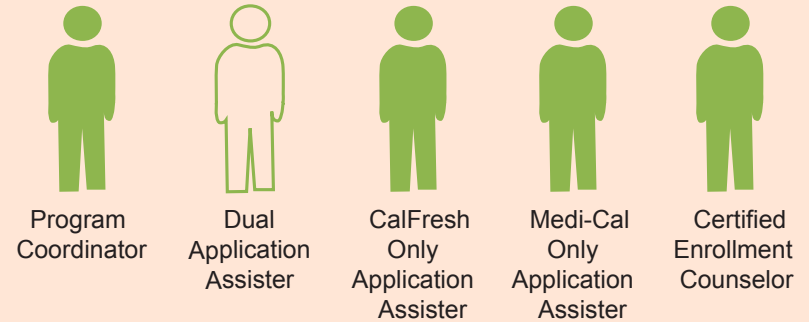 Program
Coordinator
Dual
Application
Assister
CalFresh
Only
Application
Assister
Medi-Cal
Only
Application
Assister
Certified
Enrollment
Counselor